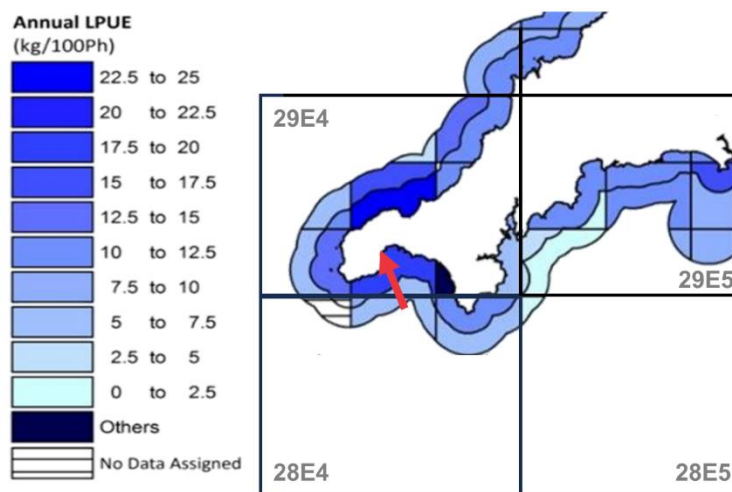 Annual LPUE
(kg/100Ph)
22.5 to 25
20 to 22.5
17.5 to 20
15 to 17.5
12.5 to 15
10 to 12.5
7.5 to 10
5 to 7.5
2.5 to 5
0 to 2.5
Others
No Data Assigned
29E4
29E5
28E4
28E5